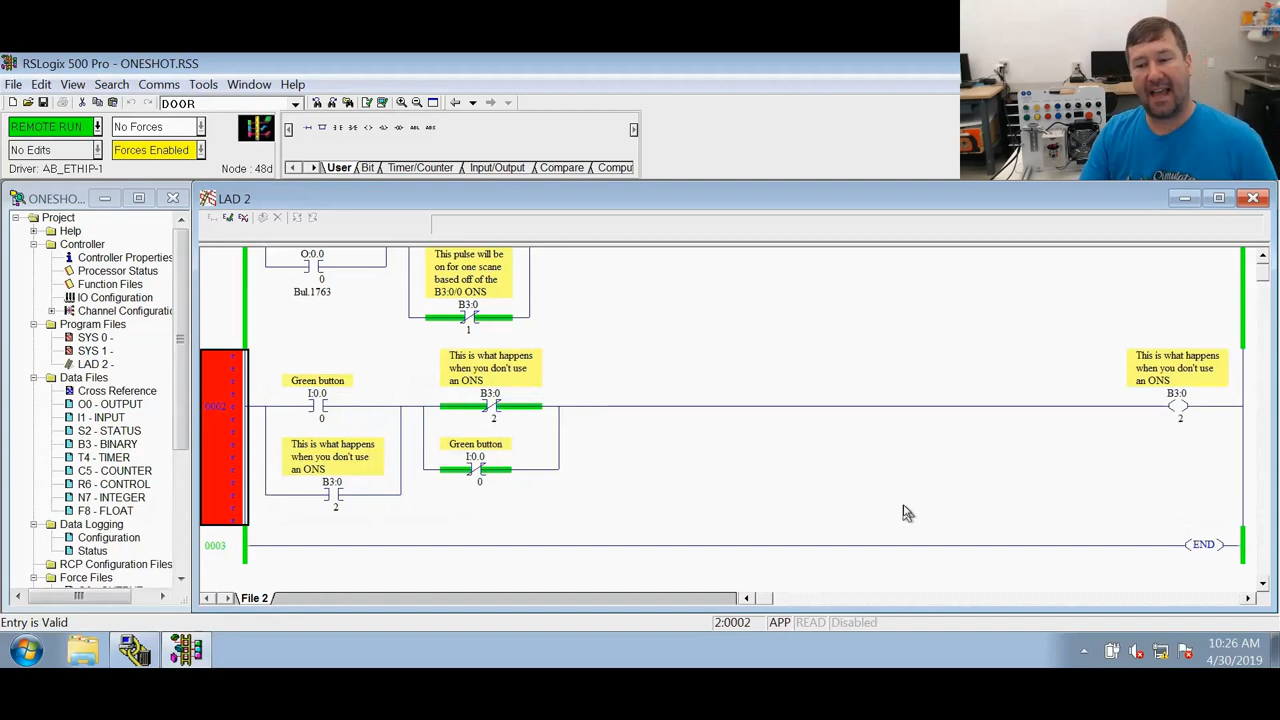 RSLogix 500 Pro - ONESHOT.RSS
File Edit View Search Comms Tools Window Help
DOOR
REMOTE RUN No Forces
No Edits Forces Enabled
Driver: AB_ETHIP-1 Node : 48d
User Bit Timer/Counter Input/Output Compare Compu
ONESHO...
Project
Help
Controller
Controller Properties
Processor Status
Function Files
IO Configuration
Channel Configuratio
Program Files
SYS 0 -
SYS 1 -
LAD 2 -
Data Files
Cross Reference
O0 - OUTPUT
I1 - INPUT
S2 - STATUS
B3 - BINARY
T4 - TIMER
C5 - COUNTER
R6 - CONTROL
N7 - INTEGER
F8 - FLOAT
Data Logging
Configuration
Status
RCP Configuration Files
Force Files
LAD 2
O:0.0
0
Bul.1763
This pulse will be
on for one scane
based off of the
B3:0/0 ONS
B3:0
1
0002
Green button
I:0.0
0
This is what happens
when you don't use
an ONS
B3:0
2
This is what happens
when you don't use
an ONS
B3:0
2
Green button
I:0.0
0
This is what happens
when you don't use
an ONS
B3:0
2
0003
END
File 2
Entry is Valid
2:0002 APP READ Disabled
10:26 AM
4/30/2019